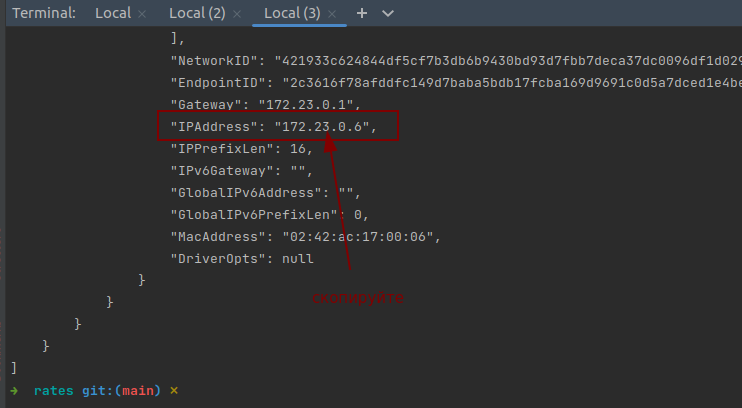 Terminal: Local × Local (2) × Local (3) × +
],
"NetworkID": "421933c624844df5cf7b3db6b9430bd93d7fbb7deca37dc0096df1d029
"EndpointID": "2c3616f78afddfc149d7baba5bdb17fcba169d9691c0d5a7dced1e4be
"Gateway": "172.23.0.1",
"IPAddress": "172.23.0.6",
"IPPrefixLen": 16,
"IPv6Gateway": "",
"GlobalIPv6Address": "",
"GlobalIPv6PrefixLen": 0,
"MacAddress": "02:42:ac:17:00:06",
"DriverOpts": null
скопируйте
}
}
}
}
]
➜ rates git:(main) ×